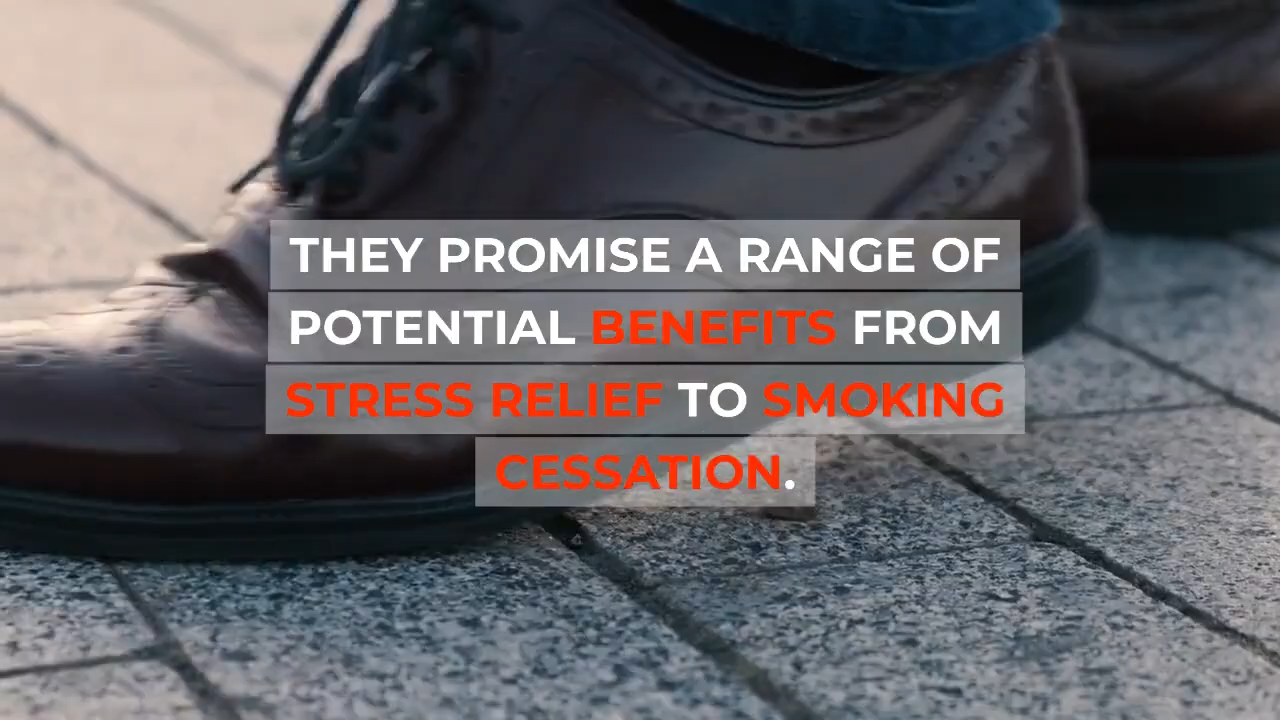 THEY PROMISE A RANGE OF
POTENTIAL BENEFITS FROM
STRESS RELIEF TO SMOKING
CESSATION.